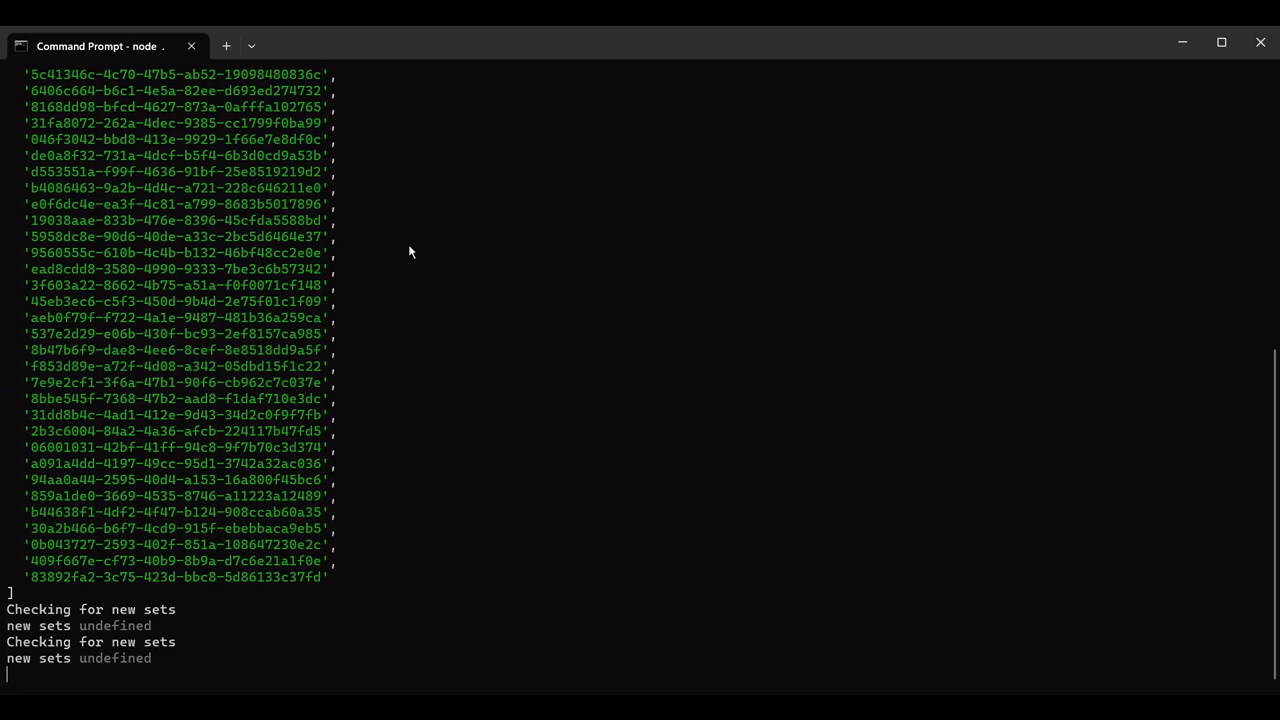 Command Prompt - node .
'5c41346c-4c70-47b5-ab52-19098480836c',
'6406c664-b6c1-4e5a-82ee-d693ed274732',
'8168dd98-bfcd-4627-873a-0afffa102765',
'31fa8072-262a-4dec-9385-cc1799f0ba99',
'046f3042-bbd8-413e-9929-1f66e7e8df0c',
'de0a8f32-731a-4dcf-b5f4-6b3d0cd9a53b',
'd553551a-f99f-4636-91bf-25e8519219d2',
'b4086463-9a2b-4d4c-a721-228c646211e0',
'e0f6dc4e-ea3f-4c81-a799-8683b5017896',
'19038aae-833b-476e-8396-45cfda5588bd',
'5958dc8e-90d6-40de-a33c-2bc5d6464e37',
'9560555c-610b-4c4b-b132-46bf48cc2e0e',
'ead8cdd8-3580-4990-9333-7be3c6b57342',
'3f603a22-8662-4b75-a51a-f0f0071cf148',
'45eb3ec6-c5f3-450d-9b4d-2e75f01c1f09',
'aeb0f79f-f722-4a1e-9487-481b36a259ca',
'537e2d29-e06b-430f-bc93-2ef8157ca985',
'8b47b6f9-dae8-4ee6-8cef-8e8518dd9a5f',
'f853d89e-a72f-4d08-a342-05dbd15f1c22',
'7e9e2cf1-3f6a-47b1-90f6-cb962c7c037e',
'8bbe545f-7368-47b2-aad8-f1daf710e3dc',
'31dd8b4c-4ad1-412e-9d43-34d2c0f9f7fb',
'2b3c6004-84a2-4a36-afcb-224117b47fd5',
'06001031-42bf-41ff-94c8-9f7b70c3d374',
'a091a4dd-4197-49cc-95d1-3742a32ac036',
'94aa0a44-2595-40d4-a153-16a800f45bc6',
'859a1de0-3669-4535-8746-a11223a12489',
'b44638f1-4df2-4f47-b124-908ccab60a35',
'30a2b466-b6f7-4cd9-915f-ebebbaca9eb5',
'0b043727-2593-402f-851a-108647230e2c',
'409f667e-cf73-40b9-8b9a-d7c6e21a1f0e',
'83892fa2-3c75-423d-bbc8-5d86133c37fd'
]
Checking for new sets
new sets undefined
Checking for new sets
new sets undefined